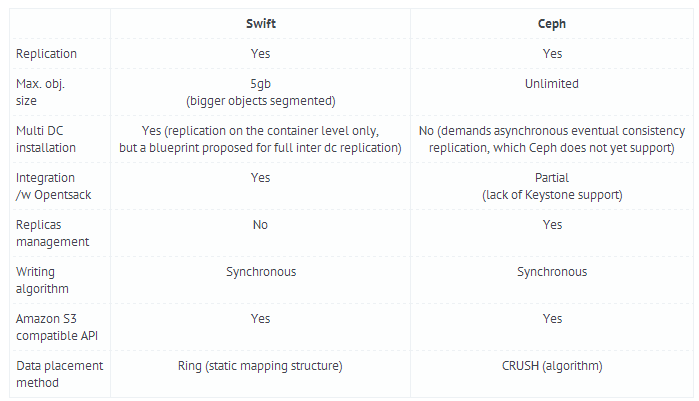 Swift Ceph
Replication Yes Yes
Max. obj. 5gb Unlimited
size (bigger objects segmented)
Multi DC Yes (replication on the container level only, No (demands asynchronous eventual consistency
installation but a blueprint proposed for full inter dc replication) replication, which Ceph does not yet support)
Integration Yes Partial
/w Opentsack (lack of Keystone support)
Replicas No Yes
management
Writing Synchronous Synchronous
algorithm
Amazon S3 Yes Yes
compatible API
Data placement Ring (static mapping structure) CRUSH (algorithm)
method